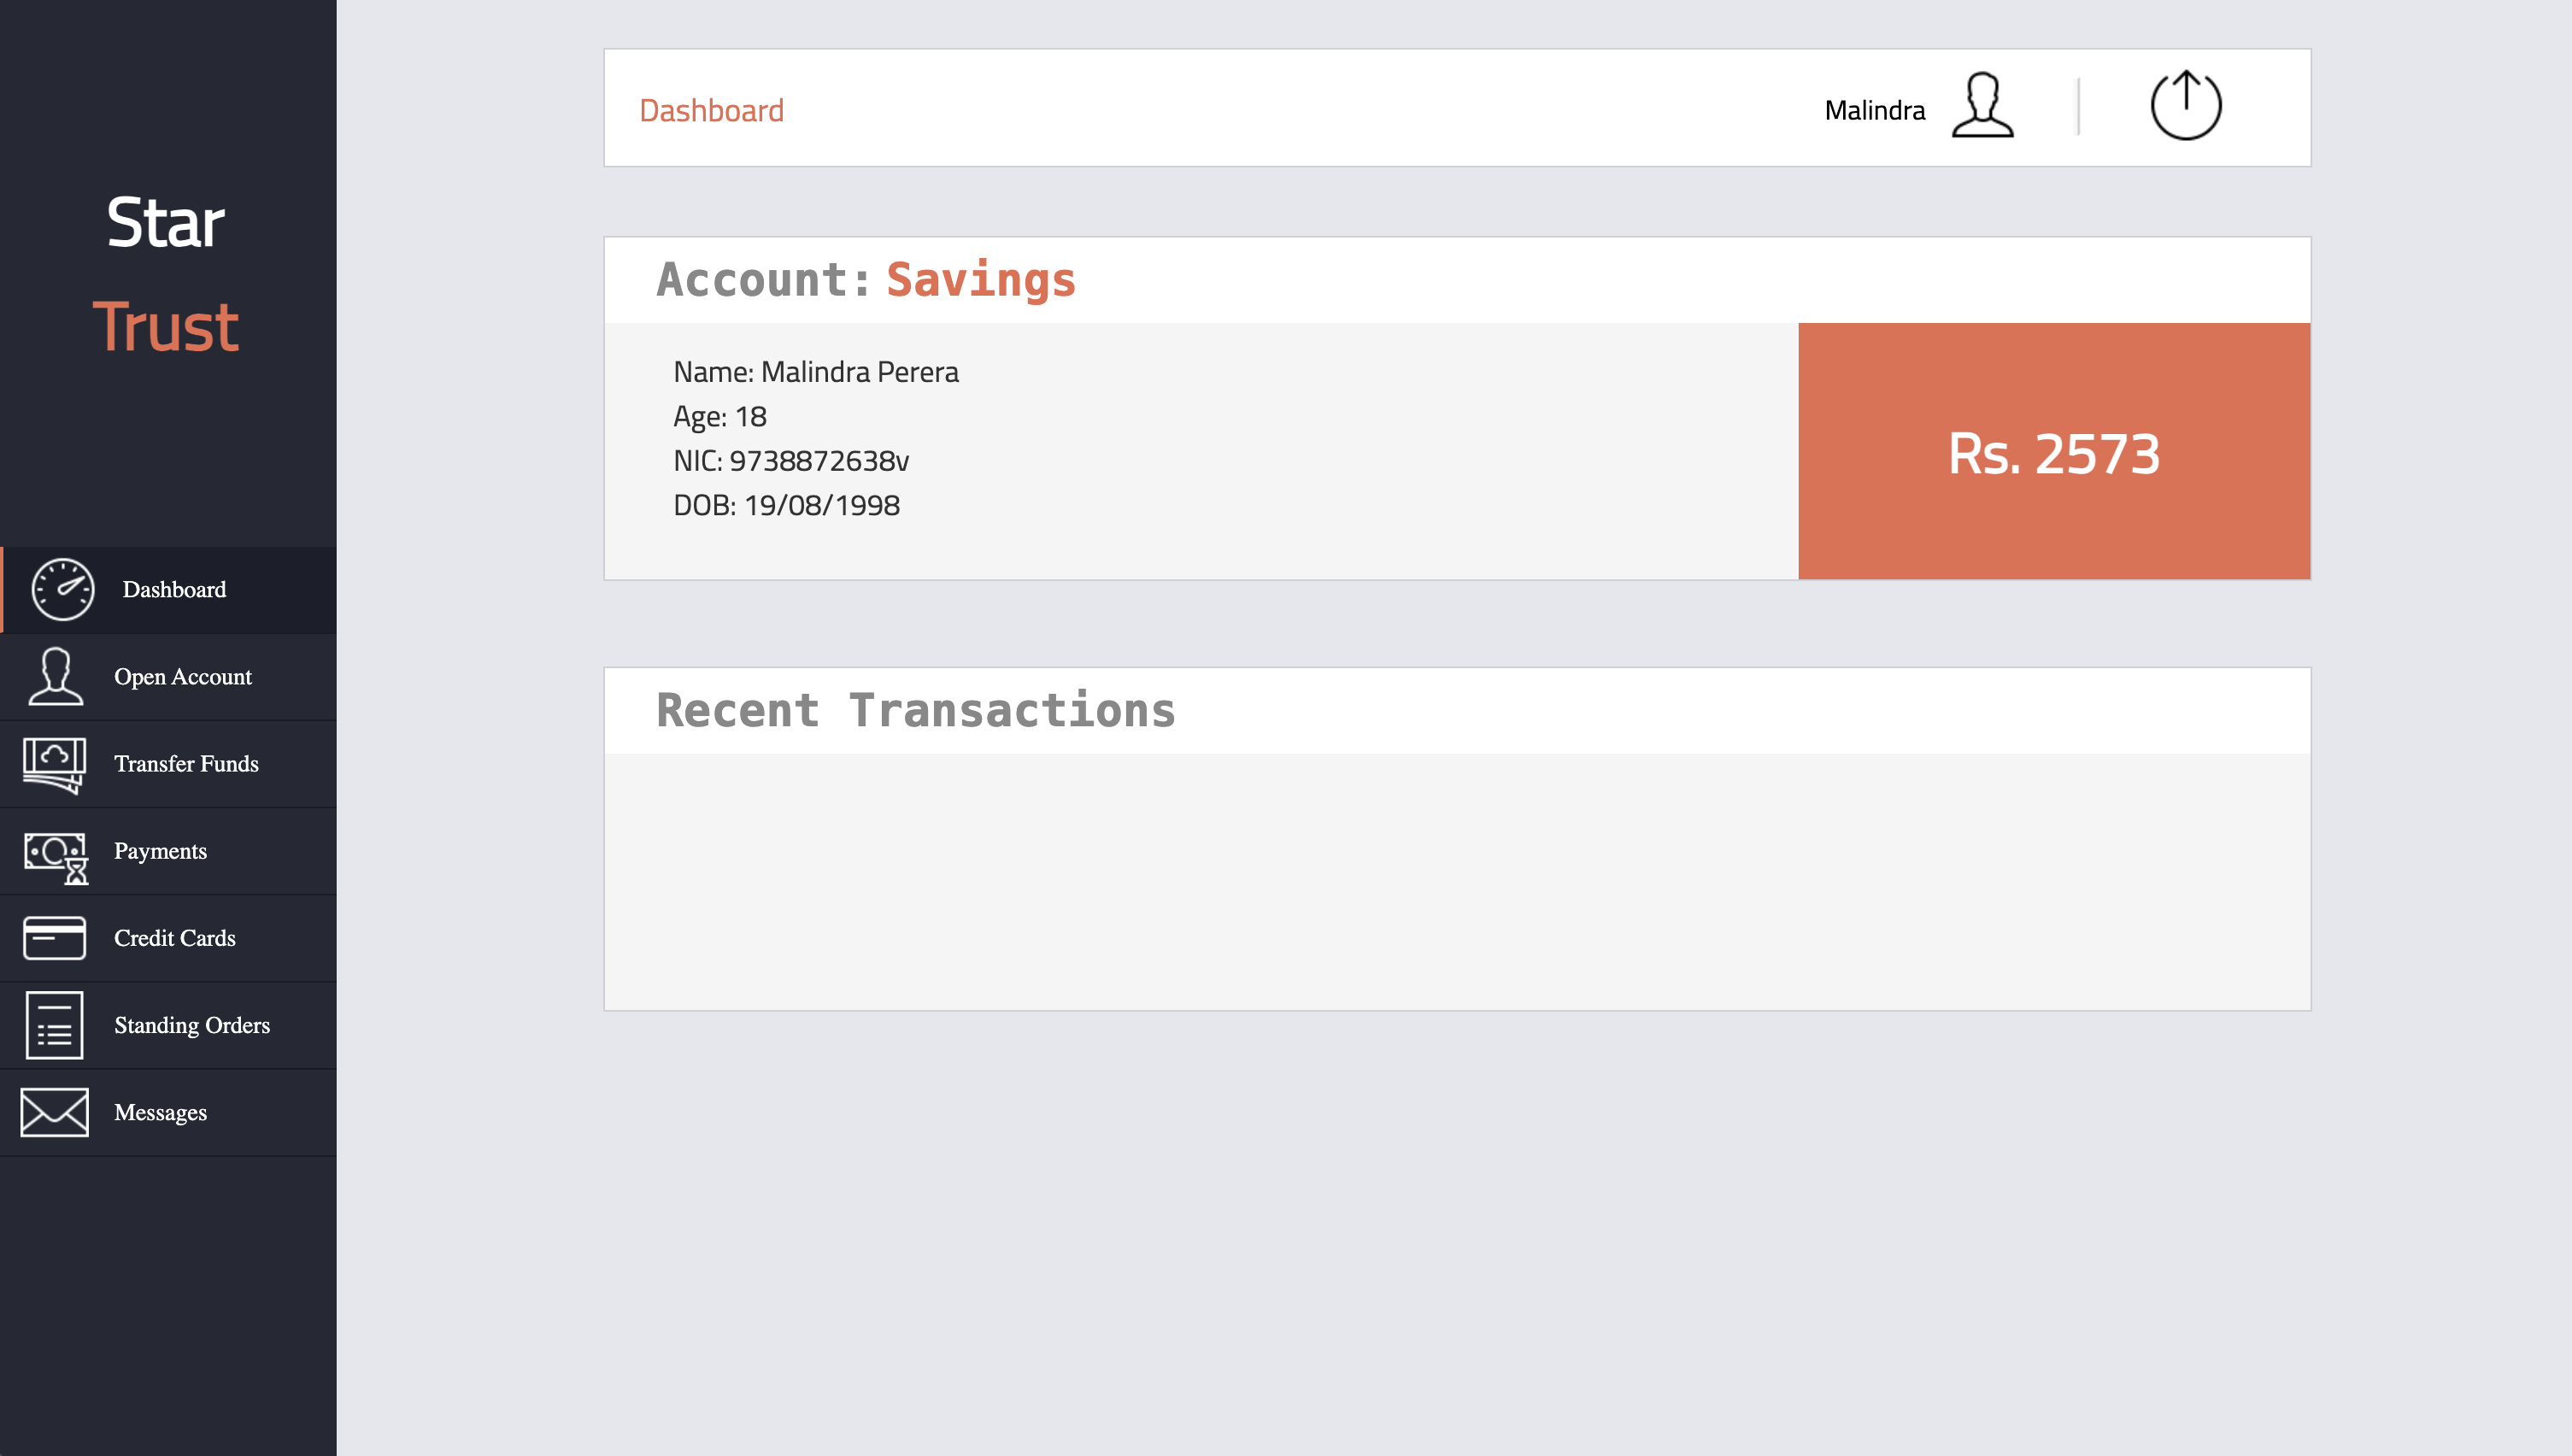 Star
Trust
Dashboard
Open Account
Transfer Funds
Payments
Credit Cards
Standing Orders
Messages
Dashboard
Malindra
Account: Savings
Name: Malindra Perera
Age: 18
NIC: 9738872638v
DOB: 19/08/1998
Rs. 2573
Recent Transactions